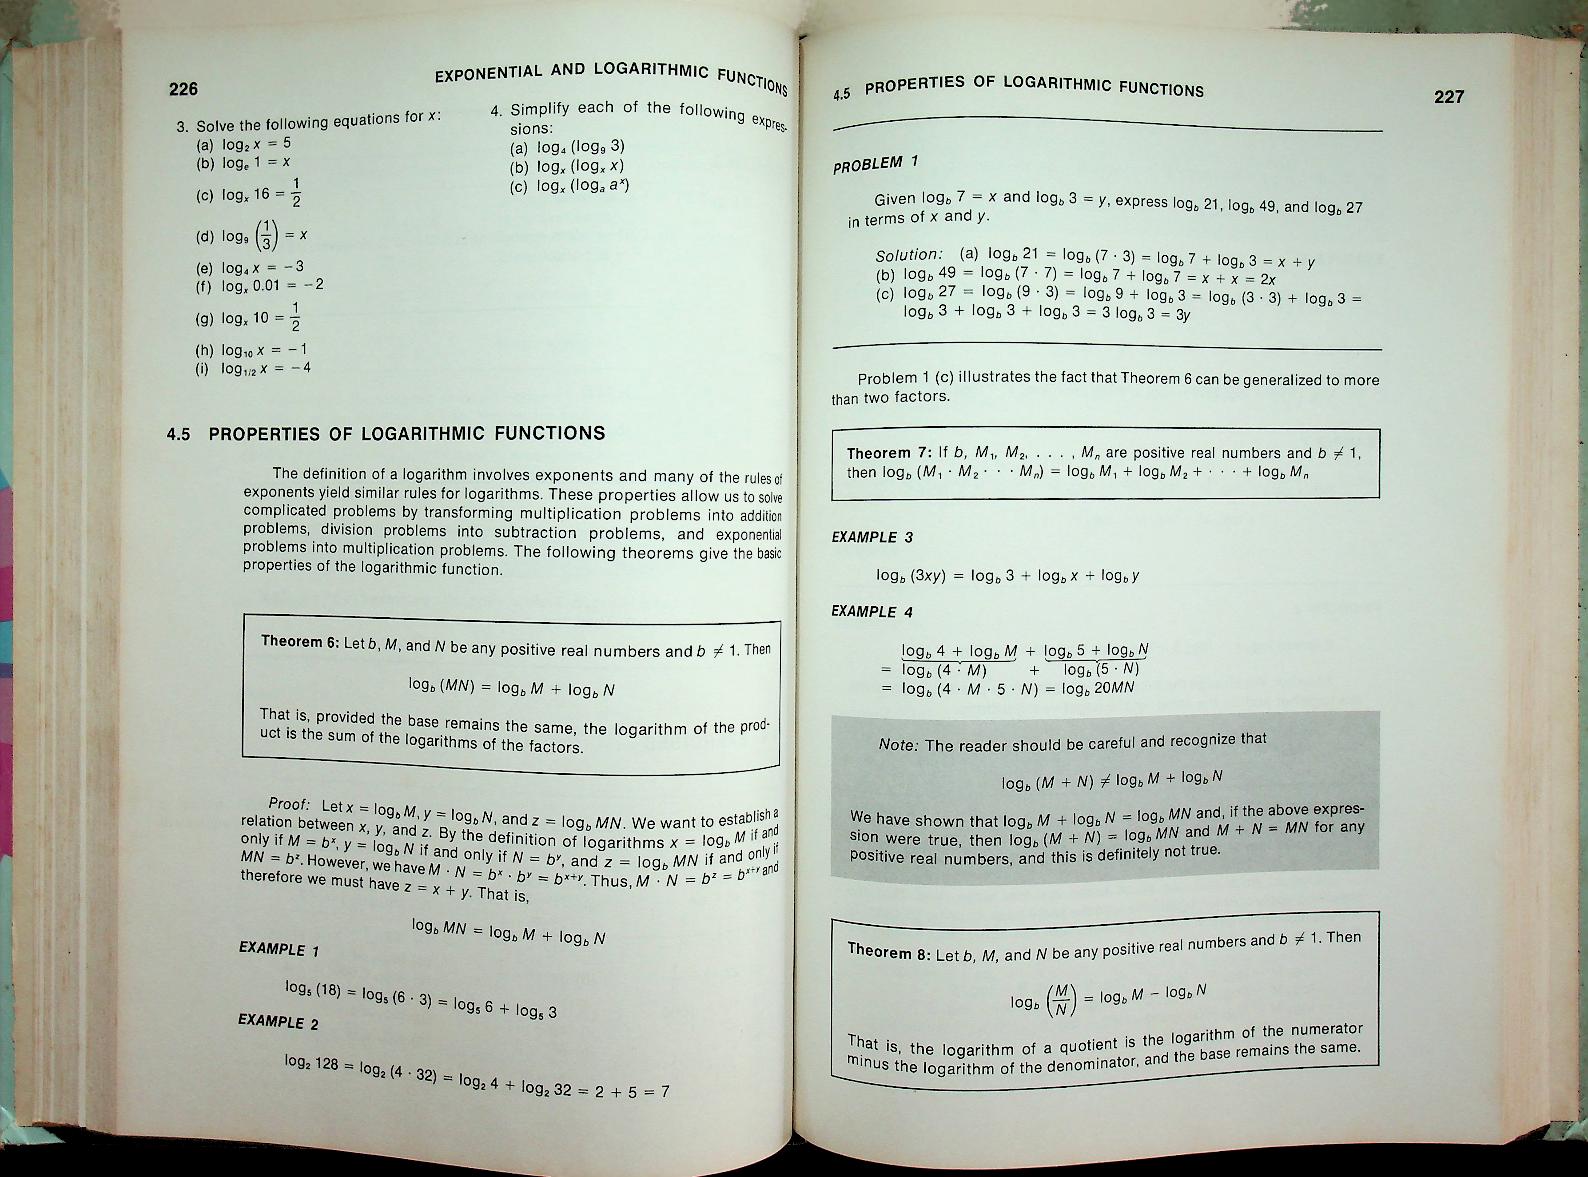 226
EXPONENTIAL AND LOGARITHMIC FUNCTIONS
3. Solve the following equations for x:
(a) log₂ x = 5
(b) logₑ 1 = x
(c) logₓ 16 = 1/2
(d) log₉ (1/3) = x
(e) log₄ x = −3
(f) logₓ 0.01 = −2
(g) logₓ 10 = 1/2
(h) log₁₀ x = −1
(i) log₁/₂ x = −4
4. Simplify each of the following expres-
sions:
(a) log₄ (log₉ 3)
(b) logₓ (logₓ x)
(c) logₓ (logₐ aˣ)
4.5 PROPERTIES OF LOGARITHMIC FUNCTIONS
The definition of a logarithm involves exponents and many of the rules of
exponents yield similar rules for logarithms. These properties allow us to solve
complicated problems by transforming multiplication problems into addition
problems, division problems into subtraction problems, and exponential
problems into multiplication problems. The following theorems give the basic
properties of the logarithmic function.
Theorem 6: Let b, M, and N be any positive real numbers and b ≠ 1. Then
log_b (MN) = log_b M + log_b N
That is, provided the base remains the same, the logarithm of the prod-
uct is the sum of the logarithms of the factors.
Proof: Let x = log_b M, y = log_b N, and z = log_b MN. We want to establish a
relation between x, y, and z. By the definition of logarithms x = log_b M if and
only if M = bˣ, y = log_b N if and only if N = bʸ, and z = log_b MN if and only if
MN = bᶻ. However, we have M · N = bˣ · bʸ = bˣ⁺ʸ. Thus, M · N = bᶻ = bˣ⁺ʸ and
therefore we must have z = x + y. That is,
log_b MN = log_b M + log_b N
EXAMPLE 1
log₅ (18) = log₅ (6 · 3) = log₅ 6 + log₅ 3
EXAMPLE 2
log₂ 128 = log₂ (4 · 32) = log₂ 4 + log₂ 32 = 2 + 5 = 7
4.5 PROPERTIES OF LOGARITHMIC FUNCTIONS
227
PROBLEM 1
Given log_b 7 = x and log_b 3 = y, express log_b 21, log_b 49, and log_b 27
in terms of x and y.
Solution: (a) log_b 21 = log_b (7 · 3) = log_b 7 + log_b 3 = x + y
(b) log_b 49 = log_b (7 · 7) = log_b 7 + log_b 7 = x + x = 2x
(c) log_b 27 = log_b (9 · 3) = log_b 9 + log_b 3 = log_b (3 · 3) + log_b 3 =
log_b 3 + log_b 3 + log_b 3 = 3 log_b 3 = 3y
Problem 1 (c) illustrates the fact that Theorem 6 can be generalized to more
than two factors.
Theorem 7: If b, M₁, M₂, . . . , Mₙ are positive real numbers and b ≠ 1,
then log_b (M₁ · M₂ · · · Mₙ) = log_b M₁ + log_b M₂ + · · · + log_b Mₙ
EXAMPLE 3
log_b (3xy) = log_b 3 + log_b x + log_b y
EXAMPLE 4
log_b 4 + log_b M + log_b 5 + log_b N
= log_b (4 · M) + log_b (5 · N)
= log_b (4 · M · 5 · N) = log_b 20MN
Note: The reader should be careful and recognize that
log_b (M + N) ≠ log_b M + log_b N
We have shown that log_b M + log_b N = log_b MN and, if the above expres-
sion were true, then log_b (M + N) = log_b MN and M + N = MN for any
positive real numbers, and this is definitely not true.
Theorem 8: Let b, M, and N be any positive real numbers and b ≠ 1. Then
log_b (M/N) = log_b M − log_b N
That is, the logarithm of a quotient is the logarithm of the numerator
minus the logarithm of the denominator, and the base remains the same.